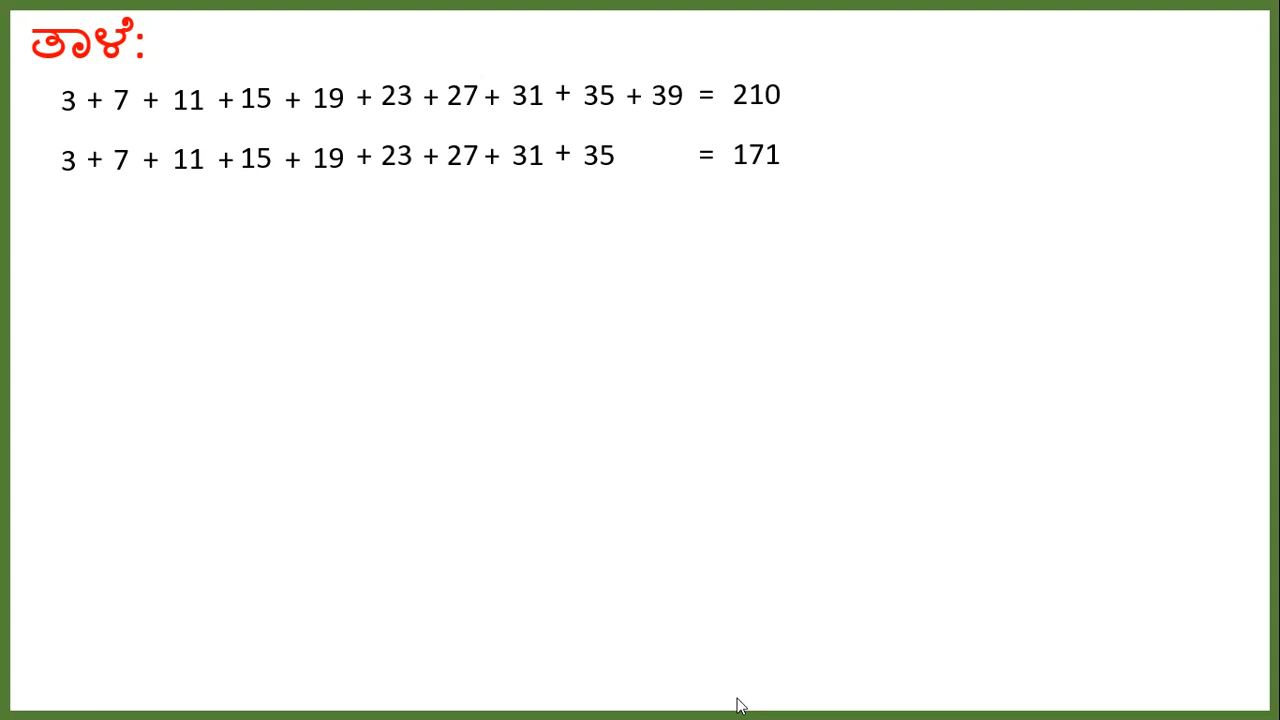 ತಾಳೆ:
3 + 7 + 11 + 15 + 19 + 23 + 27 + 31 + 35 + 39 = 210
3 + 7 + 11 + 15 + 19 + 23 + 27 + 31 + 35 = 171